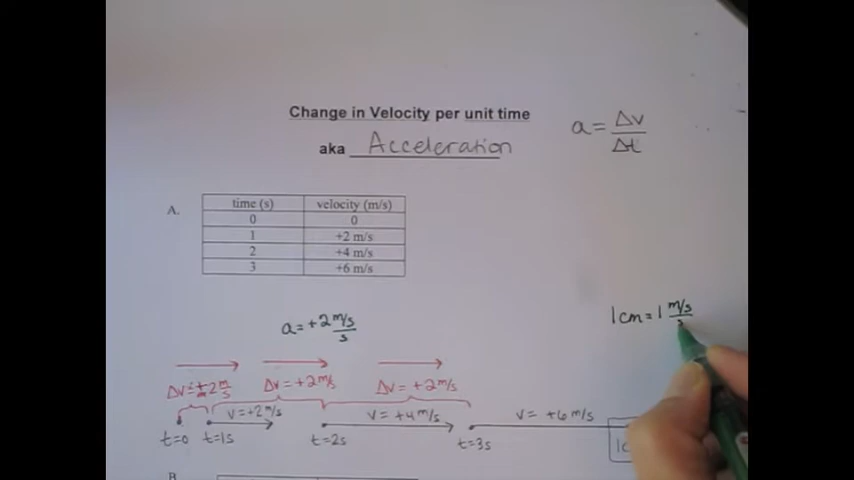 Change in Velocity per unit time
aka Acceleration
a = Δv/Δt
A.
time (s) velocity (m/s)
0 0
1 +2 m/s
2 +4 m/s
3 +6 m/s
1cm = 1 m/s/s
a = +2 m/s/s
Δv = +2 m/s Δv = +2 m/s Δv = +2 m/s
v = +2 m/s v = +4 m/s v = +6 m/s
t=0 t=1s t=2s t=3s
B